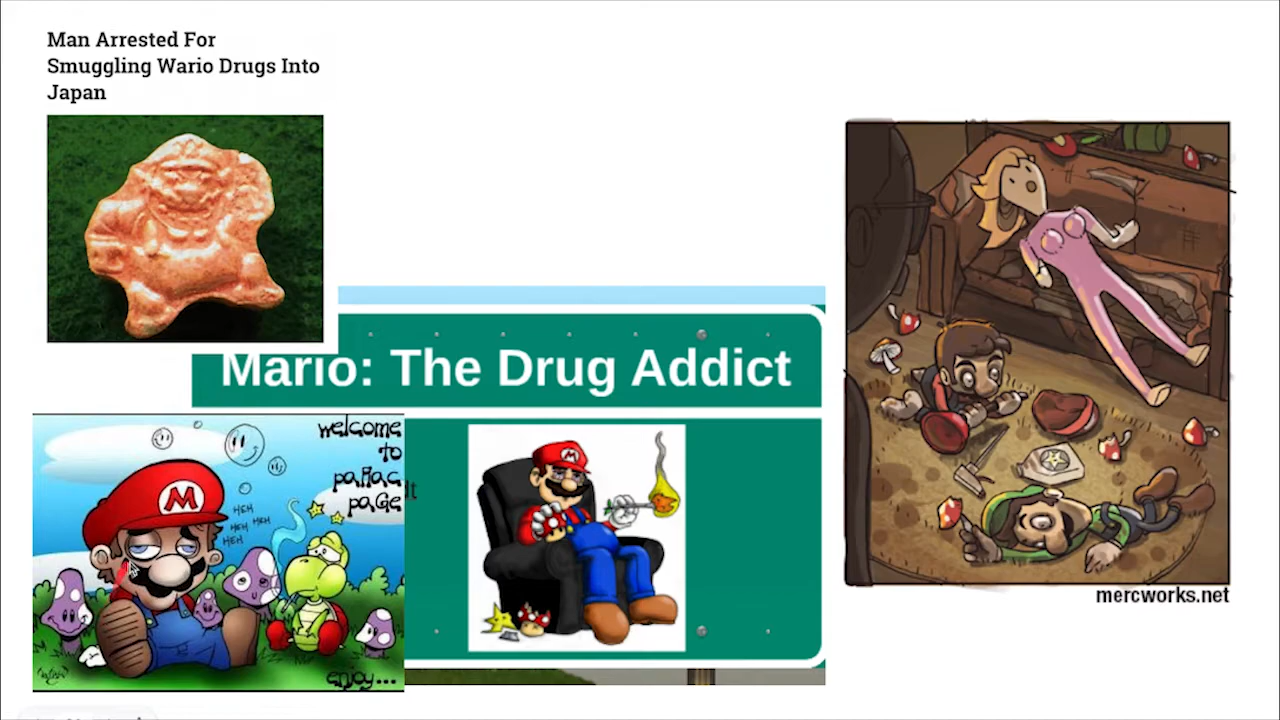 Man Arrested For
Smuggling Wario Drugs Into
Japan
Mario: The Drug Addict
welcome
to
paHac
paGe
HEH
HEH HEH
HEH
enjoy...
mercworks.net
M
M